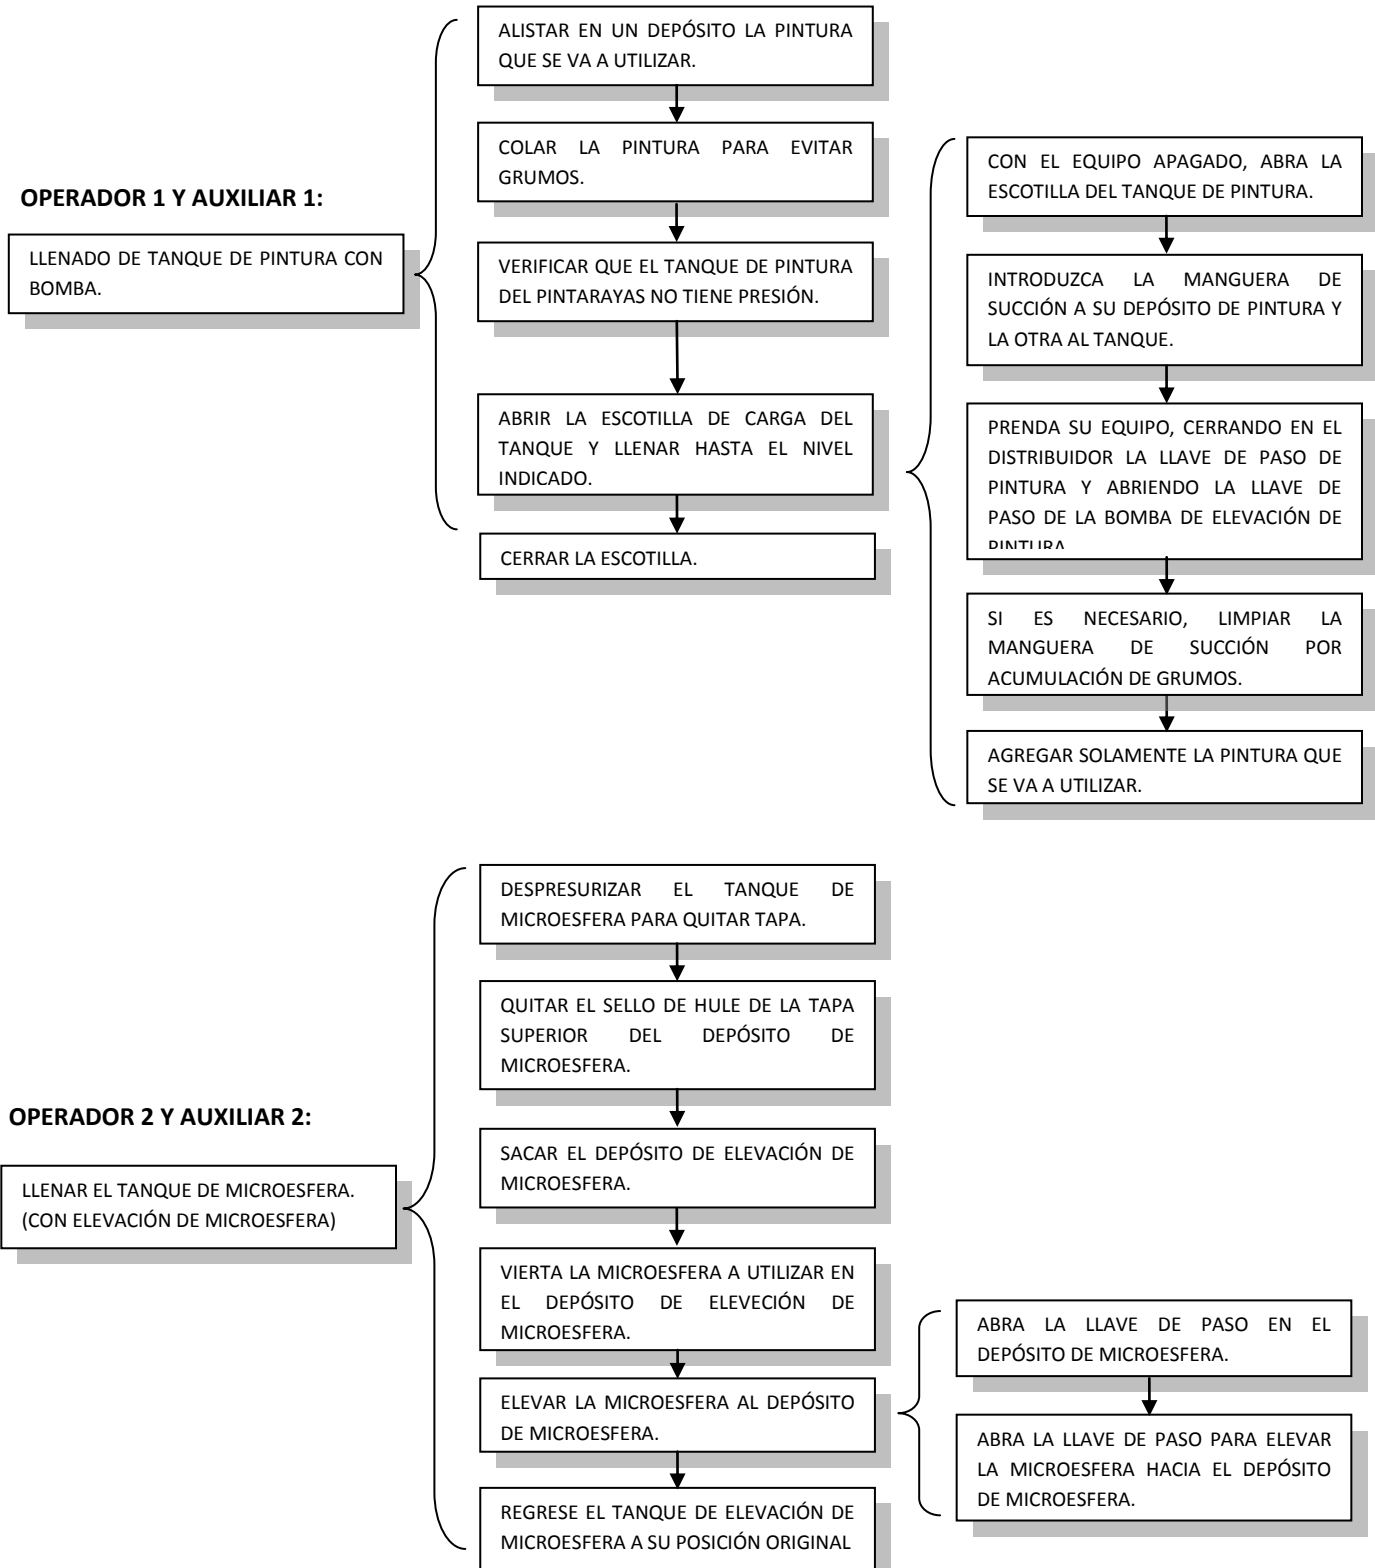 OPERADOR 1 Y AUXILIAR 1:
LLENADO DE TANQUE DE PINTURA CON
BOMBA.
ALISTAR EN UN DEPÓSITO LA PINTURA
QUE SE VA A UTILIZAR.
COLAR LA PINTURA PARA EVITAR
GRUMOS.
VERIFICAR QUE EL TANQUE DE PINTURA
DEL PINTARAYAS NO TIENE PRESIÓN.
ABRIR LA ESCOTILLA DE CARGA DEL
TANQUE Y LLENAR HASTA EL NIVEL
INDICADO.
CERRAR LA ESCOTILLA.
CON EL EQUIPO APAGADO, ABRA LA
ESCOTILLA DEL TANQUE DE PINTURA.
INTRODUZCA LA MANGUERA DE
SUCCIÓN A SU DEPÓSITO DE PINTURA Y
LA OTRA AL TANQUE.
PRENDA SU EQUIPO, CERRANDO EN EL
DISTRIBUIDOR LA LLAVE DE PASO DE
PINTURA Y ABRIENDO LA LLAVE DE
PASO DE LA BOMBA DE ELEVACIÓN DE
PINTURA
SI ES NECESARIO, LIMPIAR LA
MANGUERA DE SUCCIÓN POR
ACUMULACIÓN DE GRUMOS.
AGREGAR SOLAMENTE LA PINTURA QUE
SE VA A UTILIZAR.
OPERADOR 2 Y AUXILIAR 2:
LLENAR EL TANQUE DE MICROESFERA.
(CON ELEVACIÓN DE MICROESFERA)
DESPRESURIZAR EL TANQUE DE
MICROESFERA PARA QUITAR TAPA.
QUITAR EL SELLO DE HULE DE LA TAPA
SUPERIOR DEL DEPÓSITO DE
MICROESFERA.
SACAR EL DEPÓSITO DE ELEVACIÓN DE
MICROESFERA.
VIERTA LA MICROESFERA A UTILIZAR EN
EL DEPÓSITO DE ELEVECIÓN DE
MICROESFERA.
ELEVAR LA MICROESFERA AL DEPÓSITO
DE MICROESFERA.
REGRESE EL TANQUE DE ELEVACIÓN DE
MICROESFERA A SU POSICIÓN ORIGINAL
ABRA LA LLAVE DE PASO EN EL
DEPÓSITO DE MICROESFERA.
ABRA LA LLAVE DE PASO PARA ELEVAR
LA MICROESFERA HACIA EL DEPÓSITO
DE MICROESFERA.